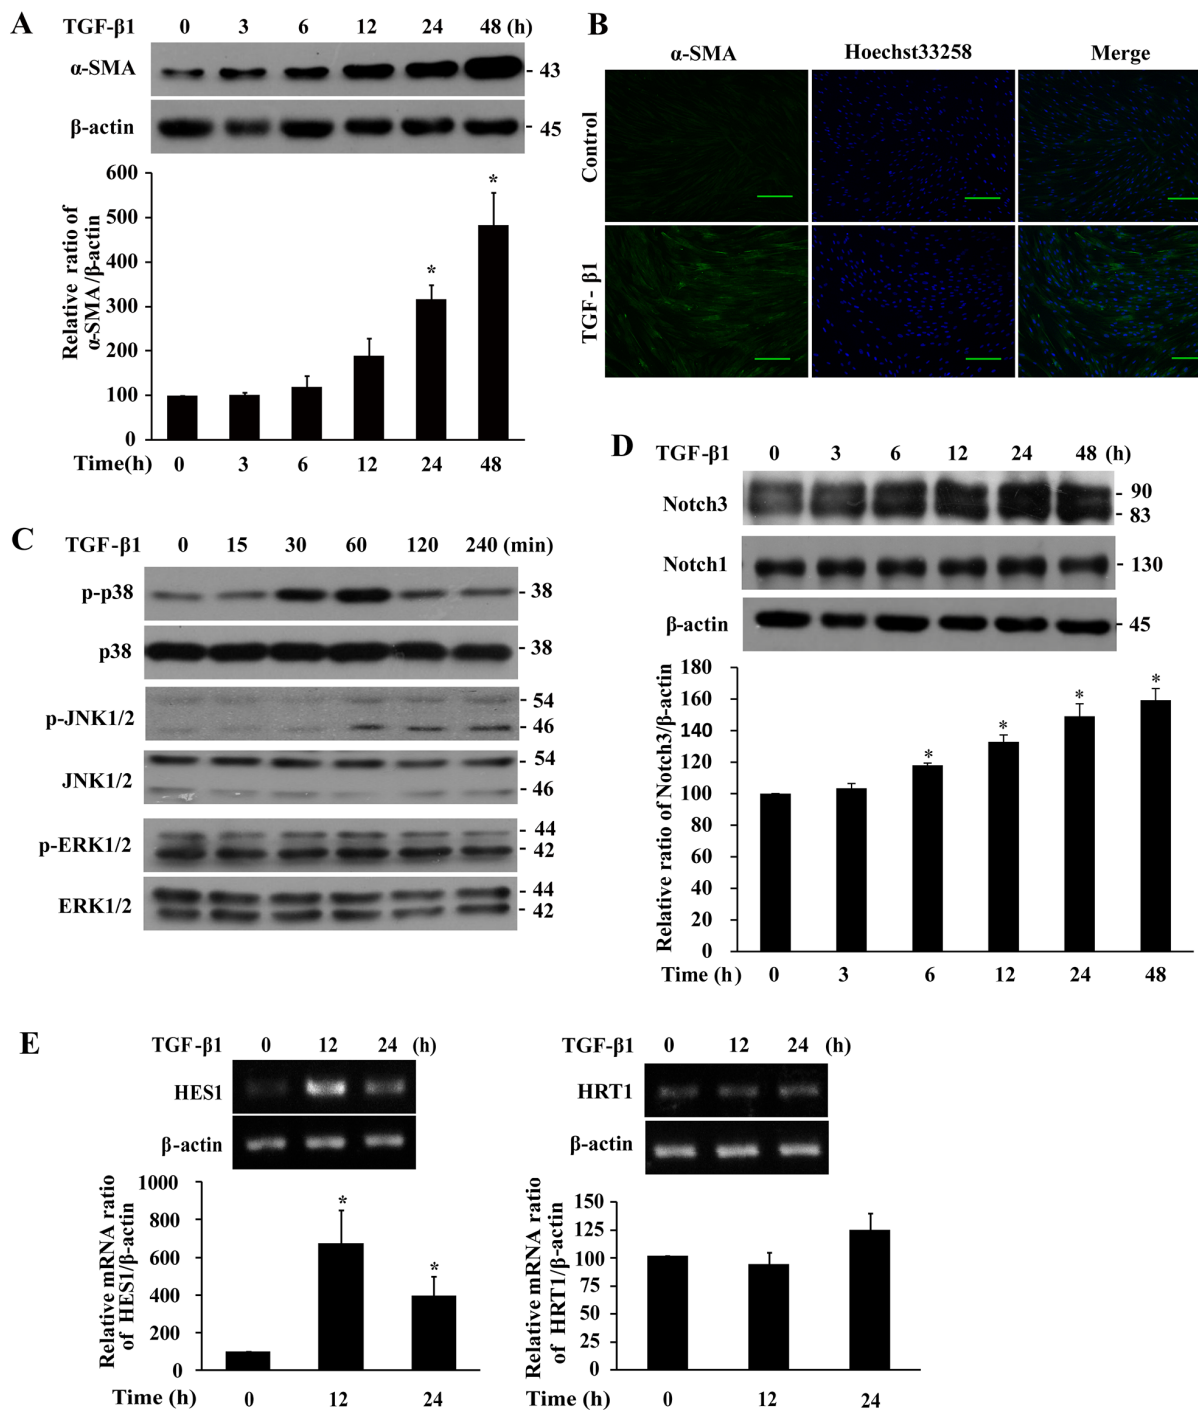 A
TGF-β1 0 3 6 12 24 48 (h)
α-SMA - 43
β-actin - 45
Relative ratio of
α-SMA/β-actin
600
500
400
300
200
100
0
* *
Time(h) 0 3 6 12 24 48
B
α-SMA Hoechst33258 Merge
Control
TGF- β1
C
TGF-β1 0 15 30 60 120 240 (min)
p-p38 - 38
p38 - 38
p-JNK1/2 - 54
- 46
JNK1/2 - 54
- 46
p-ERK1/2 - 44
- 42
ERK1/2 - 44
- 42
D
TGF-β1 0 3 6 12 24 48 (h)
Notch3 - 90
- 83
Notch1 - 130
β-actin - 45
Relative ratio of Notch3/β-actin
180
160
140
120
100
80
60
40
20
0
* * * *
Time (h) 0 3 6 12 24 48
E
TGF-β1 0 12 24 (h)
HES1
β-actin
Relative mRNA ratio
of HES1/β-actin
1000
800
600
400
200
0
* *
Time (h) 0 12 24
TGF-β1 0 12 24 (h)
HRT1
β-actin
Relative mRNA ratio
of HRT1/β-actin
150
125
100
75
50
25
0
Time (h) 0 12 24